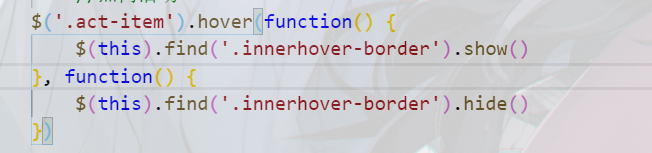 $('.act-item').hover(function() {
$(this).find('.innerhover-border').show()
}, function() {
$(this).find('.innerhover-border').hide()
})